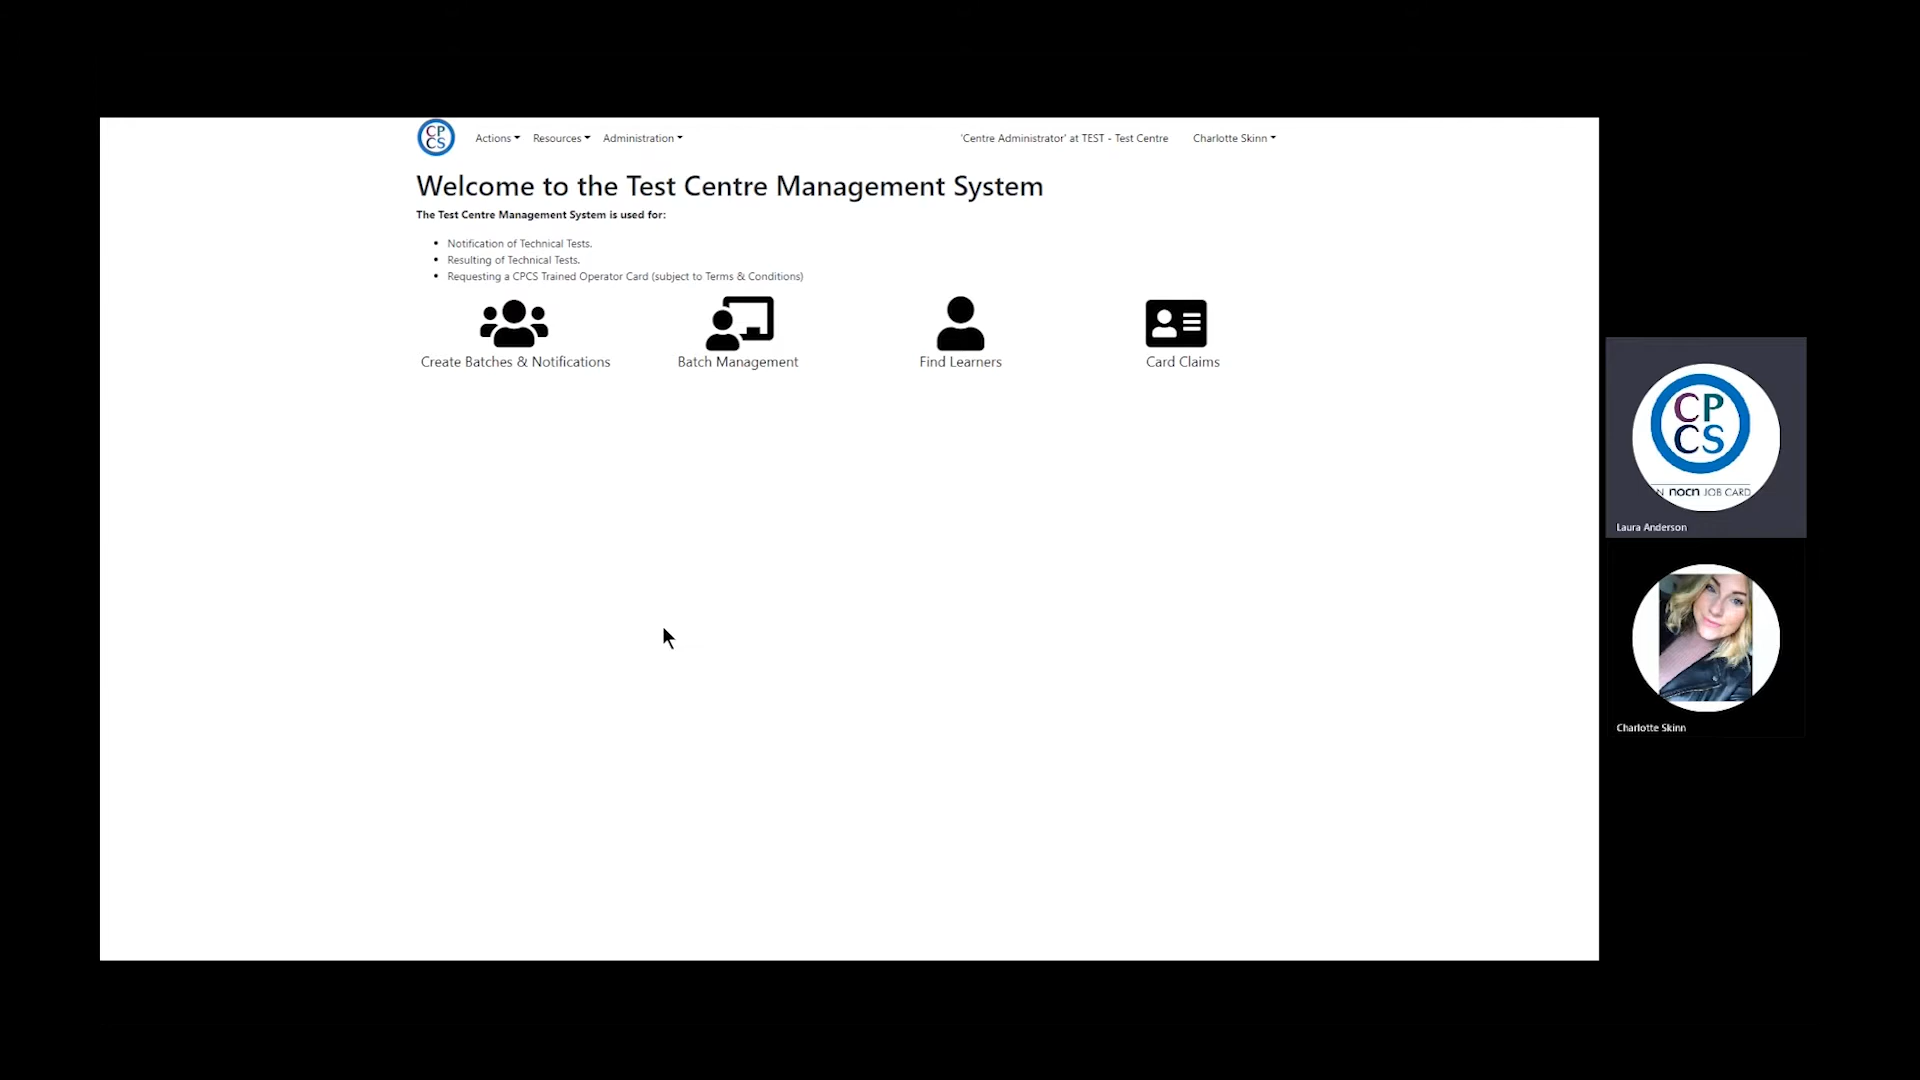 CP
CS
Actions Resources Administration 'Centre Administrator' at TEST - Test Centre Charlotte Skinn
Welcome to the Test Centre Management System
The Test Centre Management System is used for:
Notification of Technical Tests.
Resulting of Technical Tests.
Requesting a CPCS Trained Operator Card (subject to Terms & Conditions)
Create Batches & Notifications Batch Management Find Learners Card Claims
CP
CS
N nocn JOB CARD
Laura Anderson
Charlotte Skinn